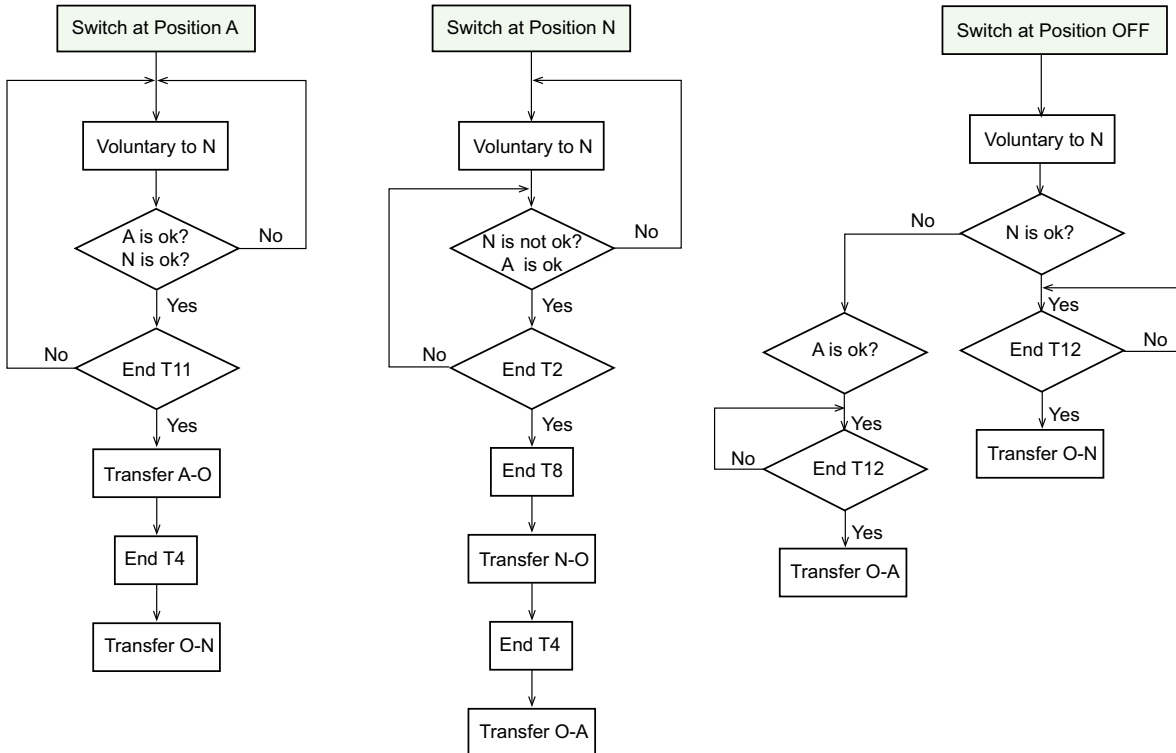 Switch at Position A
Voluntary to N
A is ok?
N is ok?
No
Yes
No
End T11
Yes
Transfer A-O
End T4
Transfer O-N
Switch at Position N
Voluntary to N
N is not ok?
A is ok
No
Yes
No
End T2
Yes
End T8
Transfer N-O
End T4
Transfer O-A
Switch at Position OFF
Voluntary to N
No
N is ok?
Yes
A is ok?
End T12
No
Yes
Yes
Transfer O-N
No
End T12
Yes
Transfer O-A